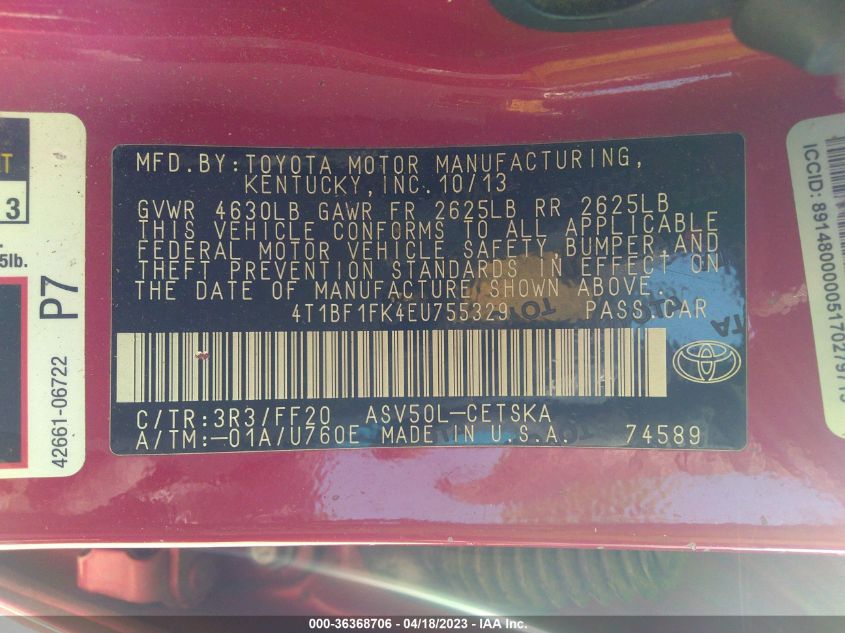 MFD.BY:TOYOTA MOTOR MANUFACTURING,
KENTUCKY,INC.10/13
GVWR 4630LB GAWR FR 2625LB RR 2625LB
THIS VEHICLE CONFORMS TO ALL APPLICABLE
FEDERAL MOTOR VEHICLE SAFETY,BUMPER,AND
THEFT PREVENTION STANDARDS IN EFFECT ON
THE DATE OF MANUFACTURE SHOWN ABOVE.
4T1BF1FK4EU755329 PASS.CAR
C/TR:3R3/FF20 ASV50L-CETSKA
A/TM:-01A/U760E MADE IN U.S.A. 74589
3
5lb.
P7
42661-06722
TOYOTA
000-36368706 - 04/18/2023 - IAA Inc.